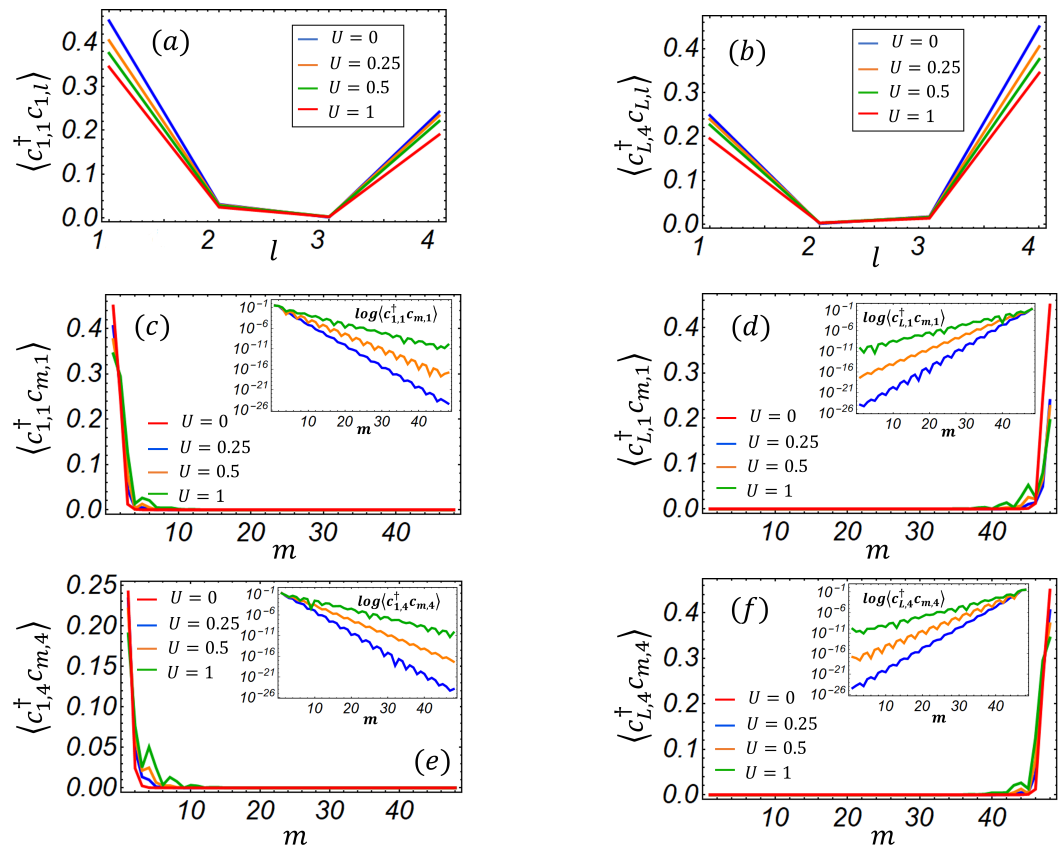 (a)
U = 0
U = 0.25
U = 0.5
U = 1
⟨c†1,1 c1,l⟩
0.4
0.3
0.2
0.1
0.0
1 2 3 4
l
(b)
U = 0
U = 0.25
U = 0.5
U = 1
⟨c†L,4 cL,l⟩
0.4
0.3
0.2
0.1
0.0
1 2 3 4
l
(c)
log⟨c†1,1 cm,1⟩
10−1
10−6
10−11
10−16
10−21
10−26
10 20 30 40
m
U = 0
U = 0.25
U = 0.5
U = 1
⟨c†1,1 cm,1⟩
0.4
0.3
0.2
0.1
0.0
10 20 30 40
m
(d)
log⟨c†L,1 cm,1⟩
10−1
10−6
10−11
10−16
10−21
10−26
10 20 30 40
m
U = 0
U = 0.25
U = 0.5
U = 1
⟨c†L,1 cm,1⟩
0.4
0.3
0.2
0.1
0.0
10 20 30 40
m
(e)
log⟨c†1,4 cm,4⟩
10−1
10−6
10−11
10−16
10−21
10−26
10 20 30 40
m
U = 0
U = 0.25
U = 0.5
U = 1
⟨c†1,4 cm,4⟩
0.25
0.20
0.15
0.10
0.05
0.00
10 20 30 40
m
(f)
log⟨c†L,4 cm,4⟩
10−1
10−6
10−11
10−16
10−21
10−26
10 20 30 40
m
U = 0
U = 0.25
U = 0.5
U = 1
⟨c†L,4 cm,4⟩
0.4
0.3
0.2
0.1
0.0
10 20 30 40
m